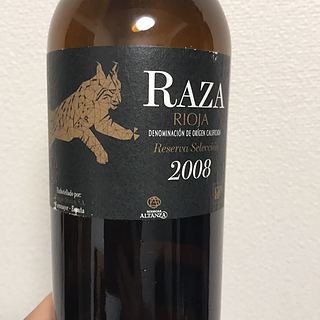 RAZA
RIOJA
DENOMINACIÓN DE ORIGEN CALIFICADA
Reserva Selección
2008
Embotellado por:
España
ALTANZA